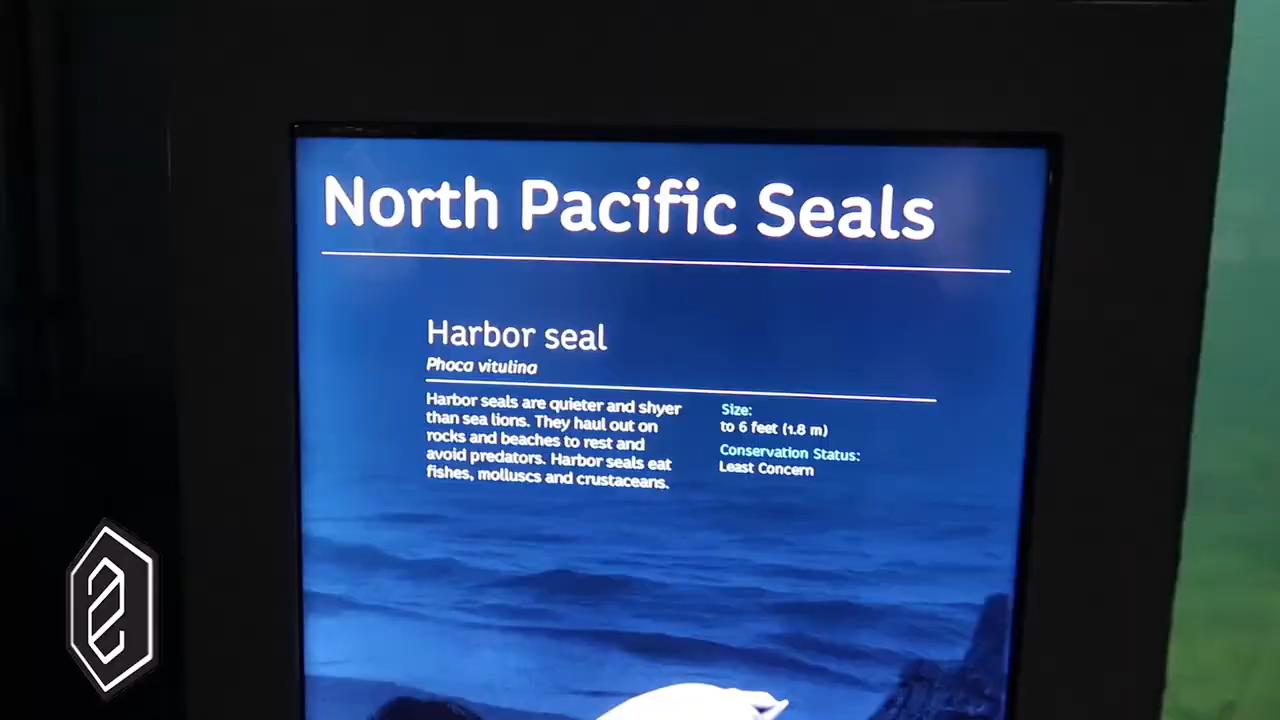 North Pacific Seals
Harbor seal
Phoca vitulina
Harbor seals are quieter and shyer
than sea lions. They haul out on
rocks and beaches to rest and
avoid predators. Harbor seals eat
fishes, molluscs and crustaceans.
Size:
to 6 feet (1.8 m)
Conservation Status:
Least Concern